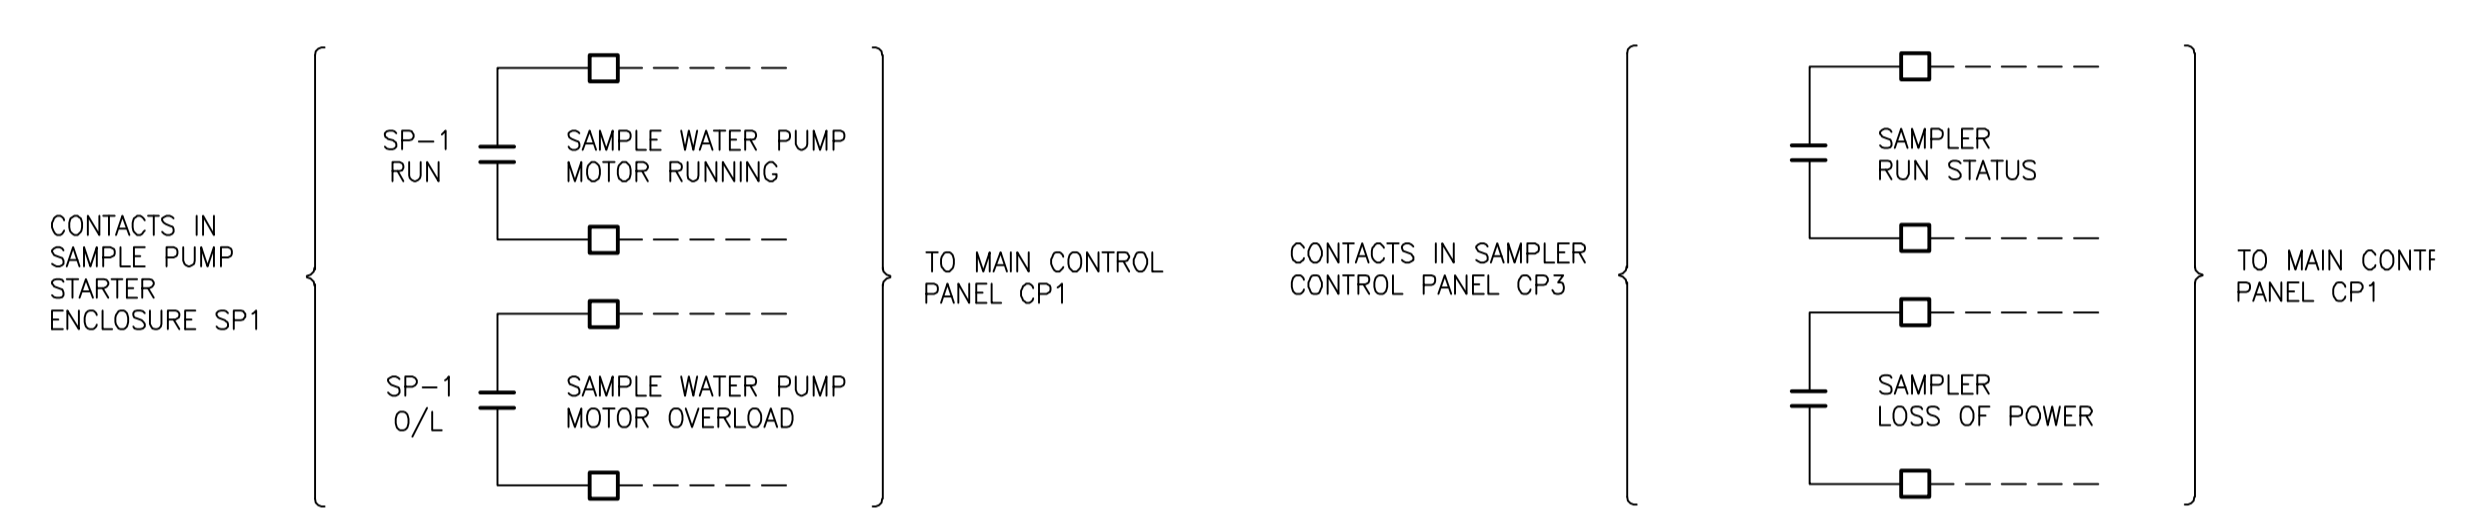 CONTACTS IN
SAMPLE PUMP
STARTER
ENCLOSURE SP1
SP-1
RUN
SAMPLE WATER PUMP
MOTOR RUNNING
SP-1
O/L
SAMPLE WATER PUMP
MOTOR OVERLOAD
TO MAIN CONTROL
PANEL CP1
CONTACTS IN SAMPLER
CONTROL PANEL CP3
SAMPLER
RUN STATUS
SAMPLER
LOSS OF POWER
TO MAIN
PANEL CP1